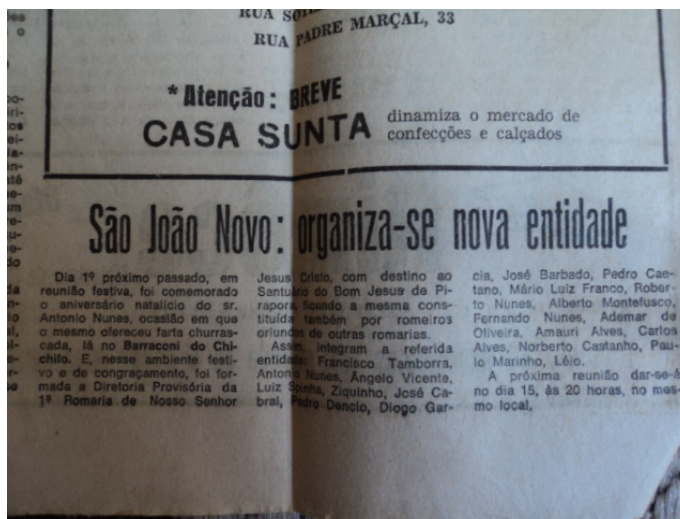 RUA
RUA PADRE MARÇAL, 33
*Atenção: BREVE
CASA SUNTA
dinamiza o mercado de
confecções e calçados
São João Novo: organiza-se nova entidade
Dia 1º próximo passado, em
reunião festiva, foi comemorado
o aniversário natalício do sr.
Antonio Nunes, ocasião em que
o mesmo ofereceu farta churras-
cada, lá no Barraconi do Chi-
chilo. E, nesse ambiente festi-
vo e de congraçamento, foi for-
mada a Diretoria Provisória da
1ª Romaria de Nosso Senhor
Jesus Cristo, com destino ao
Santuário do Bom Jesus de Pi-
rapora, ficando a mesma cons-
tituída também por romeiros
oriundos de outras romarias.
Assim, integram a referida
entidade: Francisco Tamborra,
Antonio Nunes, Ângelo Vicente,
Luiz Spinha, Ziquinho, José Ca-
bral, Pedro Dencio, Diogo Gar-
cia, José Barbado, Pedro Cae-
tano, Mário Luiz Franco, Rober-
to Nunes, Alberto Montefusco,
Fernando Nunes, Ademar de
Oliveira, Amauri Alves, Carlos
Alves, Norberto Castanho, Pau-
lo Marinho, Lélo.
A próxima reunião dar-se-á
no dia 15, às 20 horas, no mes-
mo local.